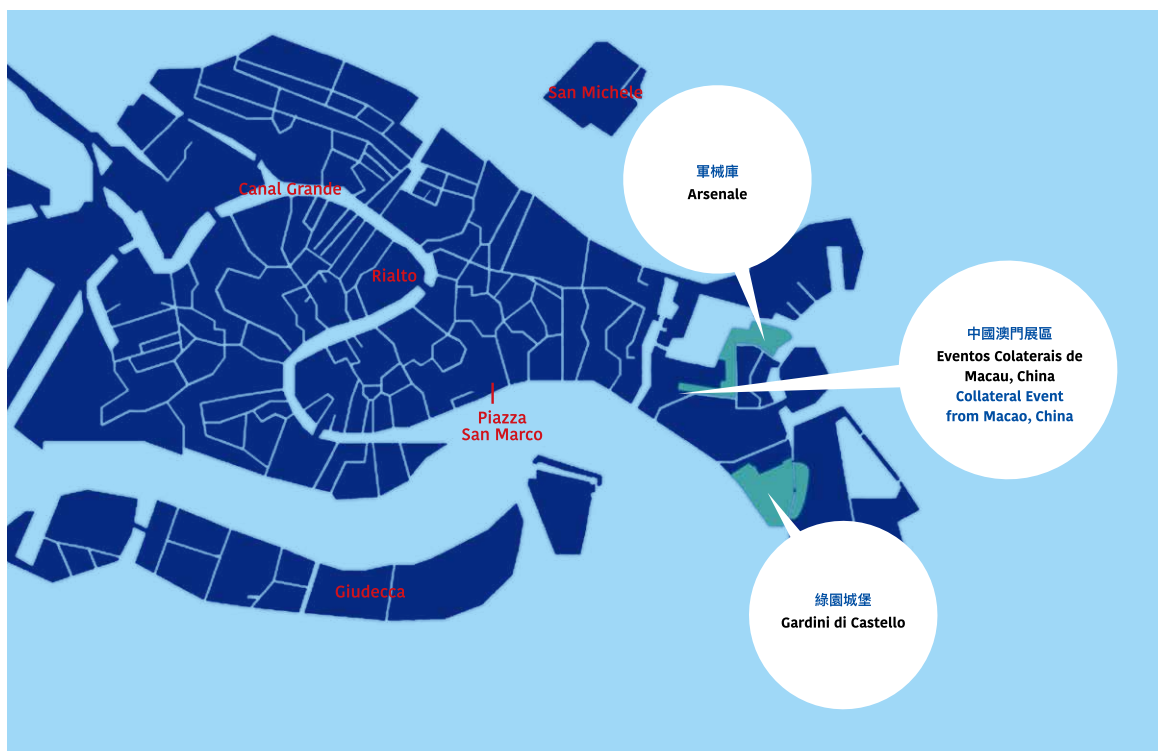 San Michele
軍械庫
Arsenale
Canal Grande
Rialto
中國澳門展區
Eventos Colaterais de
Macau, China
Collateral Event
from Macao, China
Piazza
San Marco
Giudecca
綠園城堡
Gardini di Castello